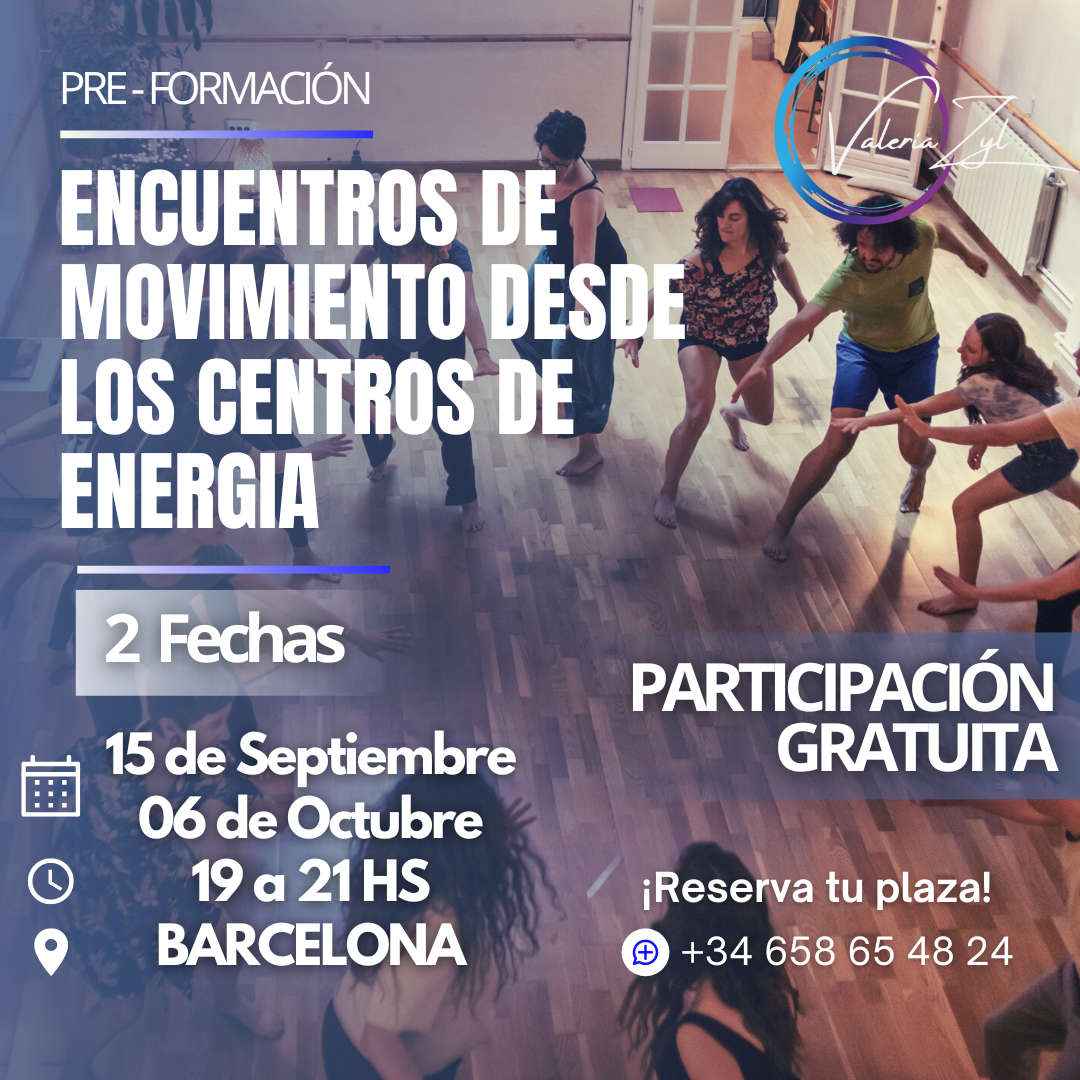 PRE - FORMACIÓN
Valeria Zyl
ENCUENTROS DE
MOVIMIENTO DESDE
LOS CENTROS DE
ENERGIA
2 Fechas
PARTICIPACIÓN
GRATUITA
15 de Septiembre
06 de Octubre
19 a 21 HS
BARCELONA
¡Reserva tu plaza!
+34 658 65 48 24